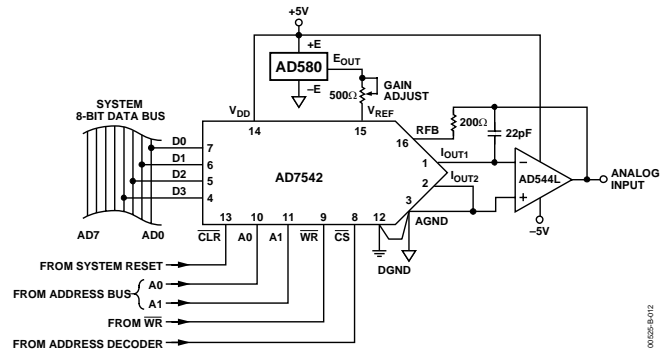 +5V
+E
AD580
EOUT
–E
GAIN
ADJUST
500Ω
SYSTEM
8-BIT DATA BUS
VDD
VREF
14
15
RFB
200Ω
22pF
16
D0
7
D1
6
D2
5
D3
4
AD7542
1
IOUT1
2
IOUT2
3
AGND
–
AD544L
+
ANALOG
INPUT
–5V
AD7
AD0
13
10
11
9
8
12
CLR
A0
A1
WR
CS
DGND
FROM SYSTEM RESET
FROM ADDRESS BUS
A0
A1
FROM WR
FROM ADDRESS DECODER
00525-B-012